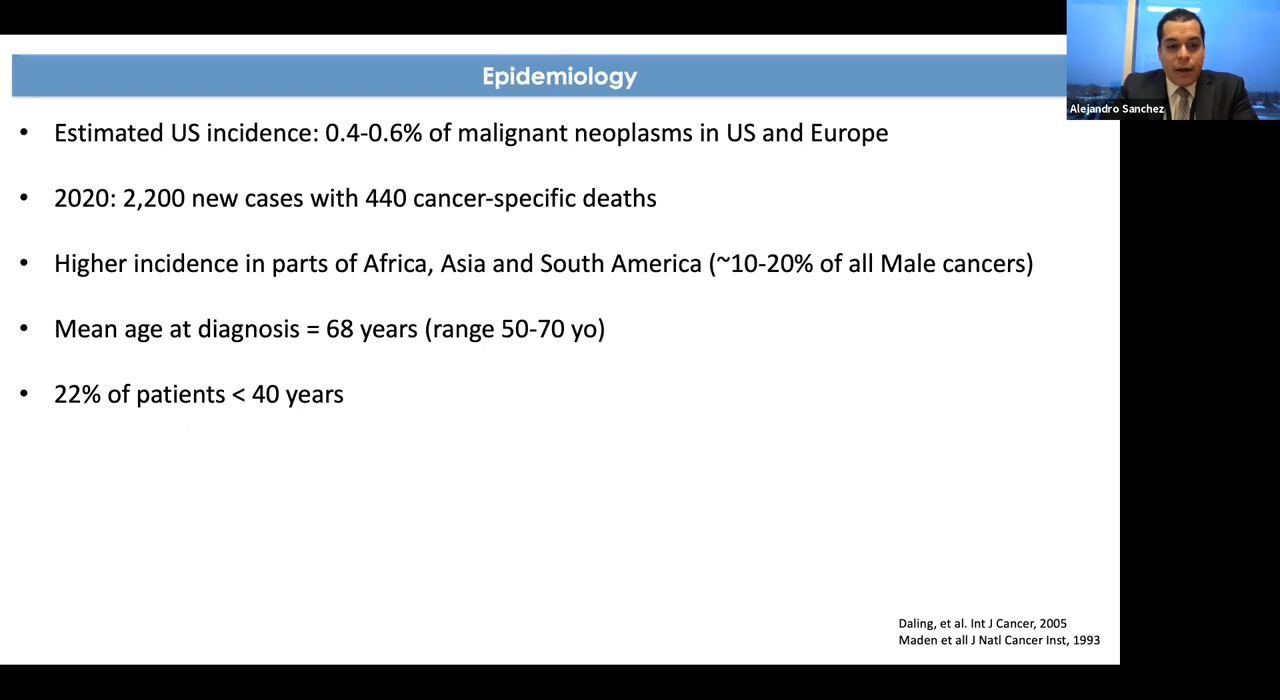 Epidemiology
Alejandro Sanchez
• Estimated US incidence: 0.4-0.6% of malignant neoplasms in US and Europe
• 2020: 2,200 new cases with 440 cancer-specific deaths
• Higher incidence in parts of Africa, Asia and South America (~10-20% of all Male cancers)
• Mean age at diagnosis = 68 years (range 50-70 yo)
• 22% of patients < 40 years
Daling, et al. Int J Cancer, 2005
Maden et all J Natl Cancer Inst, 1993